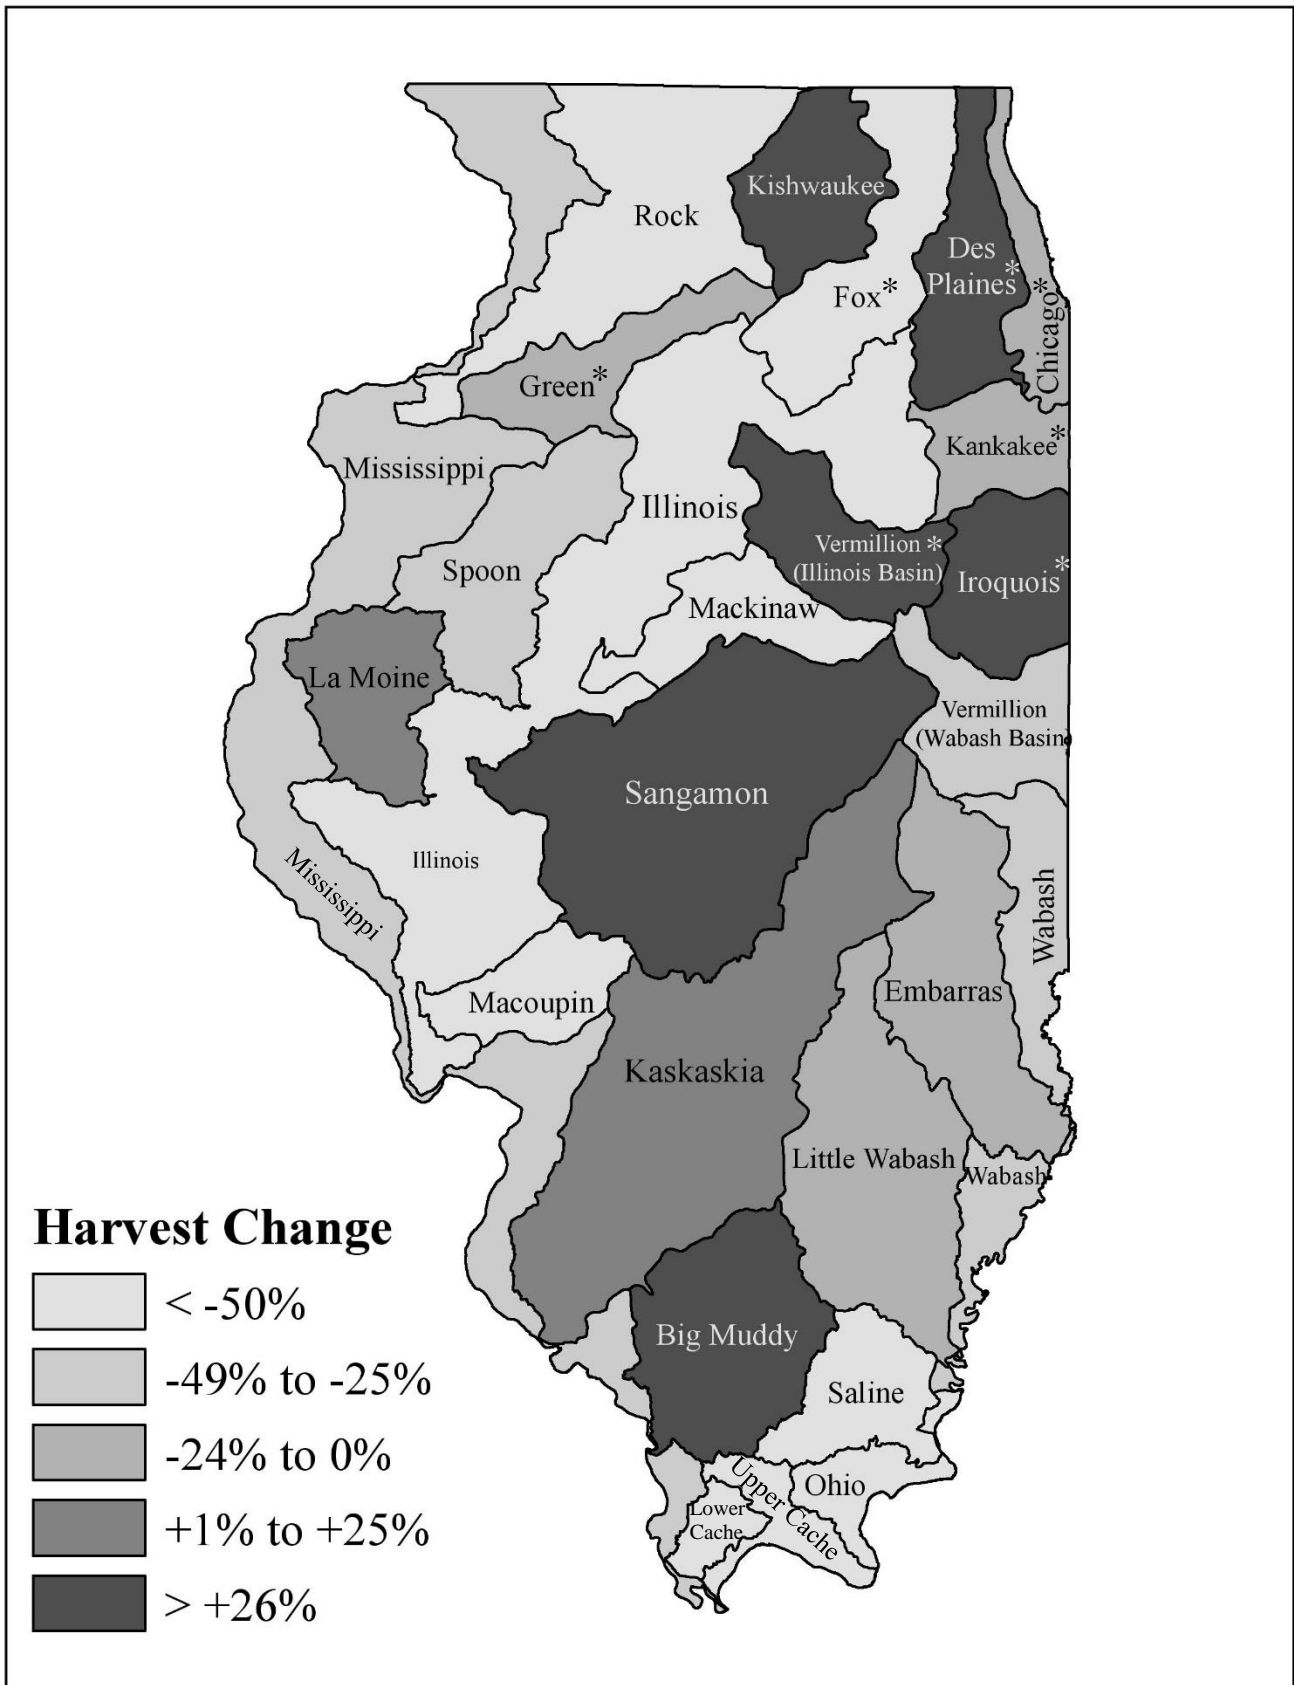 Kishwaukee
Rock
Des
Plaines*
Fox*
Chicago*
Green*
Kankakee*
Mississippi
Illinois
Vermillion *
(Illinois Basin)
Spoon
Iroquois*
Mackinaw
La Moine
Vermillion
(Wabash Basin)
Sangamon
Illinois
Mississippi
Wabash
Embarras
Macoupin
Kaskaskia
Little Wabash
Wabash
Harvest Change
< -50%
-49% to -25%
-24% to 0%
+1% to +25%
> +26%
Big Muddy
Saline
Ohio
Upper Cache
Lower
Cache